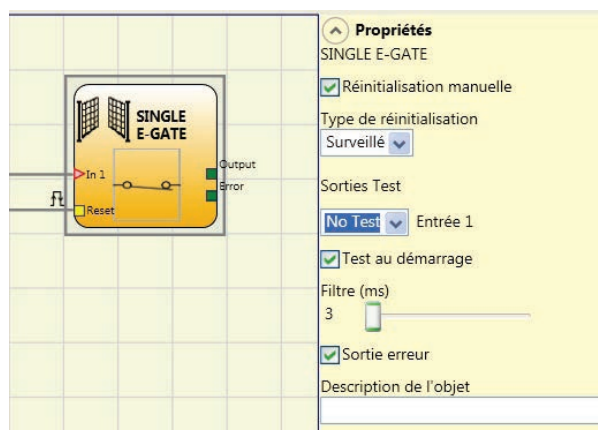 SINGLE
E-GATE
In 1
Reset
Output
Error
Propriétés
SINGLE E-GATE
Réinitialisation manuelle
Type de réinitialisation
Surveillé
Sorties Test
No Test Entrée 1
Test au démarrage
Filtre (ms)
3
Sortie erreur
Description de l'objet